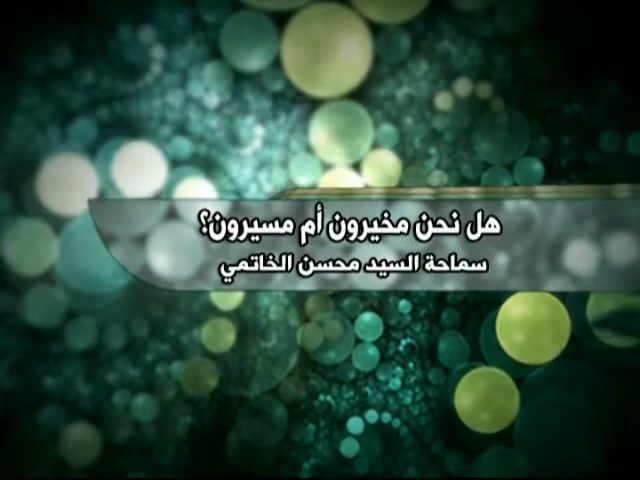 هل نحن مخيرون أم مسيرون؟
سماحة السيد محسن الخاتمي